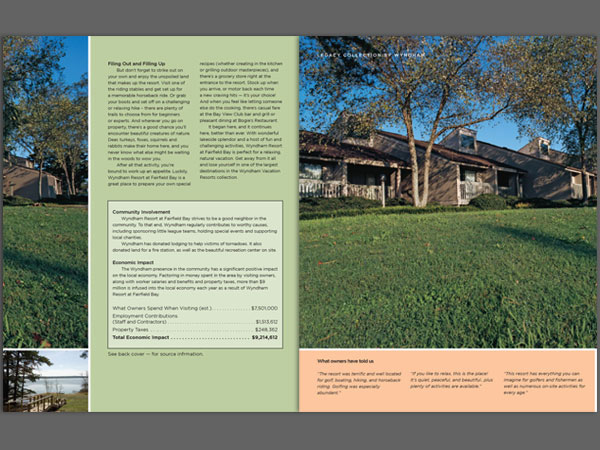 Filing Out and Filling Up
But don't forget to strike out on
your own and enjoy the unspoiled land
that makes up the resort. Visit one of
the riding stables and get set up for
a memorable horseback ride. Or grab
your boots and set off on a challenging
or relaxing hike – there are plenty of
trails to choose from for beginners
or experts. And wherever you go on
property, there's a good chance you'll
encounter beautiful creatures of nature.
Deer, turkeys, foxes, squirrels and
rabbits make their home here, and you
never know what else might be waiting
in the woods to wow you.
After all that activity, you're
bound to work up an appetite. Luckily,
Wyndham Resort at Fairfield Bay is a
great place to prepare your own special
recipes (whether creating in the kitchen
or grilling outdoor masterpieces), and
there's a grocery store right at the
entrance to the resort. Stock up when
you arrive, or motor back each time
a new craving hits – it's your choice!
And when you feel like letting someone
else do the cooking, there's casual fare
at the Bay View Club bar and grill or
pleasant dining at Bogan's Restaurant.
It began here, and it continues
here, better than ever. With wonderful
lakeside splendor and a host of fun and
challenging activities, Wyndham Resort
at Fairfield Bay is perfect for a relaxing,
natural vacation. Get away from it all
and lose yourself in one of the largest
destinations in the Wyndham Vacation
Resorts collection.
Community Involvement
Wyndham Resort at Fairfield Bay strives to be a good neighbor in the
community. To that end, Wyndham regularly contributes to worthy causes,
including sponsoring little league teams, holding special events and supporting
local charities.
Wyndham has donated lodging to help victims of tornadoes. It also
donated land for a fire station, as well as the beautiful recreation center on site.
Economic Impact
The Wyndham presence in the community has a significant positive impact
on the local economy. Factoring in money spent in the area by visiting owners,
along with worker salaries and benefits and property taxes, more than $9
million is infused into the local economy each year as a result of Wyndham
Resort at Fairfield Bay.
What Owners Spend When Visiting (est.) . . . . . . . . . . . . $7,501,000
Employment Contributions
(Staff and Contractors) . . . . . . . . . . . . . . . . . . . . . . . . $1,513,612
Property Taxes . . . . . . . . . . . . . . . . . . . . . . . . . . . . $248,362
Total Economic Impact . . . . . . . . . . . . . . . . . . . . . . . $9,214,612
See back cover — for source infirmation.
LEGACY COLLECTION BY WYNDHAM
What owners have told us
"The resort was terrific and well located
for golf, boating, hiking, and horseback
riding. Golfing was especially
abundant."
"If you like to relax, this is the place!
It's quiet, peaceful, and beautiful, plus
plenty of activities are available."
"This resort has everything you can
imagine for golfers and fishermen as
well as numerous on-site activities for
every age."